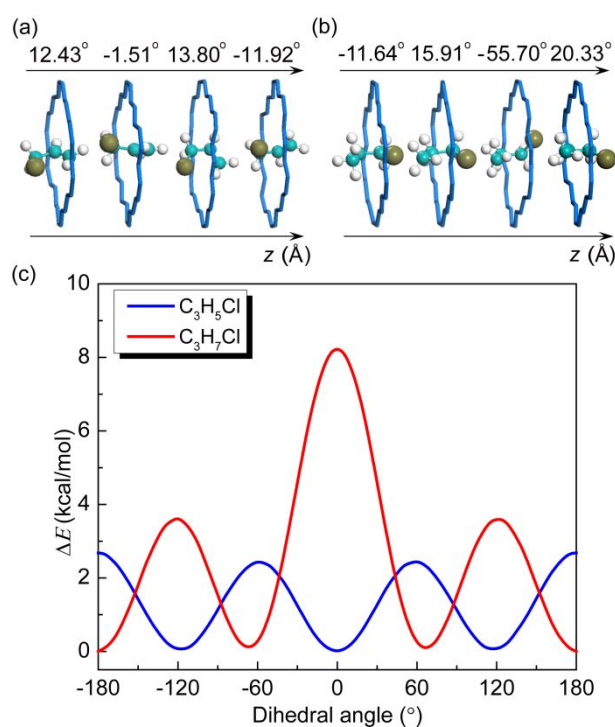 (a)
12.43° -1.51° 13.80° -11.92°
z (Å)
(b)
-11.64° 15.91° -55.70° 20.33°
z (Å)
(c)
C₃H₅Cl
C₃H₇Cl
ΔE (kcal/mol)
10
8
6
4
2
0
-180 -120 -60 0 60 120 180
Dihedral angle (°)